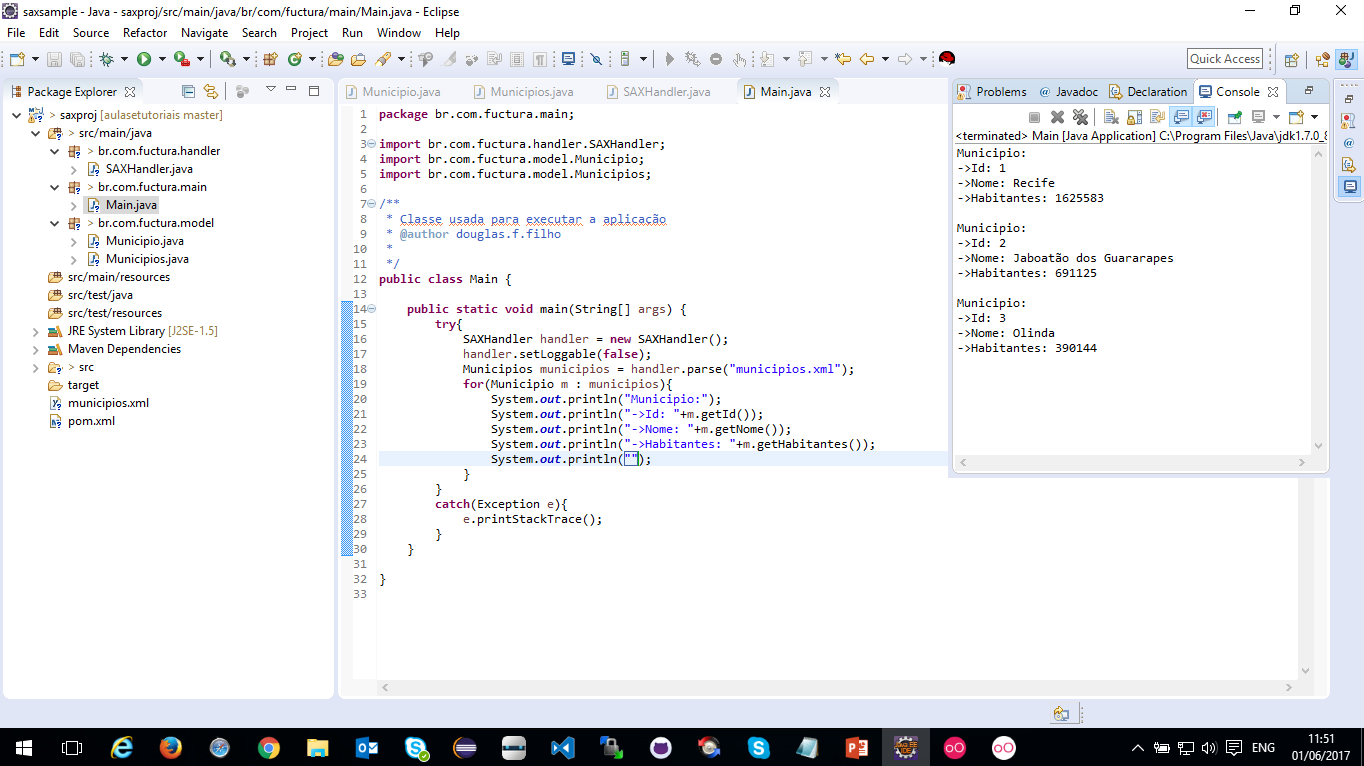 saxsample - Java - saxproj/src/main/java/br/com/fuctura/main/Main.java - Eclipse
File Edit Source Refactor Navigate Search Project Run Window Help
Quick Access
Package Explorer
> saxproj [aulasetutoriais master]
> src/main/java
> br.com.fuctura.handler
SAXHandler.java
> br.com.fuctura.main
Main.java
> br.com.fuctura.model
Municipio.java
Municipios.java
src/main/resources
src/test/java
src/test/resources
JRE System Library [J2SE-1.5]
Maven Dependencies
> src
target
municipios.xml
pom.xml
Municipio.java Municipios.java SAXHandler.java Main.java
1 package br.com.fuctura.main;
2
3 import br.com.fuctura.handler.SAXHandler;
4 import br.com.fuctura.model.Municipio;
5 import br.com.fuctura.model.Municipios;
6
7 /**
8 * Classe usada para executar a aplicação
9 * @author douglas.f.filho
10 *
11 */
12 public class Main {
13
14 public static void main(String[] args) {
15 try{
16 SAXHandler handler = new SAXHandler();
17 handler.setLoggable(false);
18 Municipios municipios = handler.parse("municipios.xml");
19 for(Municipio m : municipios){
20 System.out.println("Municipio:");
21 System.out.println("->Id: "+m.getId());
22 System.out.println("->Nome: "+m.getNome());
23 System.out.println("->Habitantes: "+m.getHabitantes());
24 System.out.println("");
25 }
26 }
27 catch(Exception e){
28 e.printStackTrace();
29 }
30 }
31
32 }
33
Problems Javadoc Declaration Console
<terminated> Main [Java Application] C:\Program Files\Java\jdk1.7.0_8
Municipio:
->Id: 1
->Nome: Recife
->Habitantes: 1625583
Municipio:
->Id: 2
->Nome: Jaboatão dos Guararapes
->Habitantes: 691125
Municipio:
->Id: 3
->Nome: Olinda
->Habitantes: 390144
ENG
11:51
01/06/2017